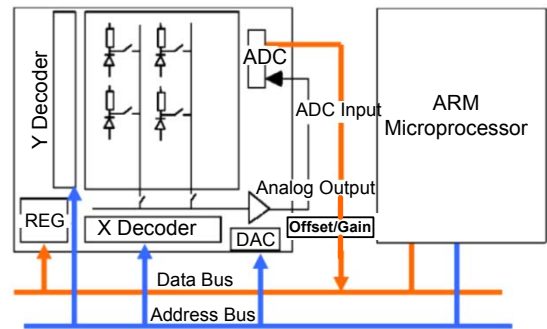 Y Decoder
ADC
ADC Input
ARM
Microprocessor
Analog Output
REG
X Decoder
DAC
Offset/Gain
Data Bus
Address Bus